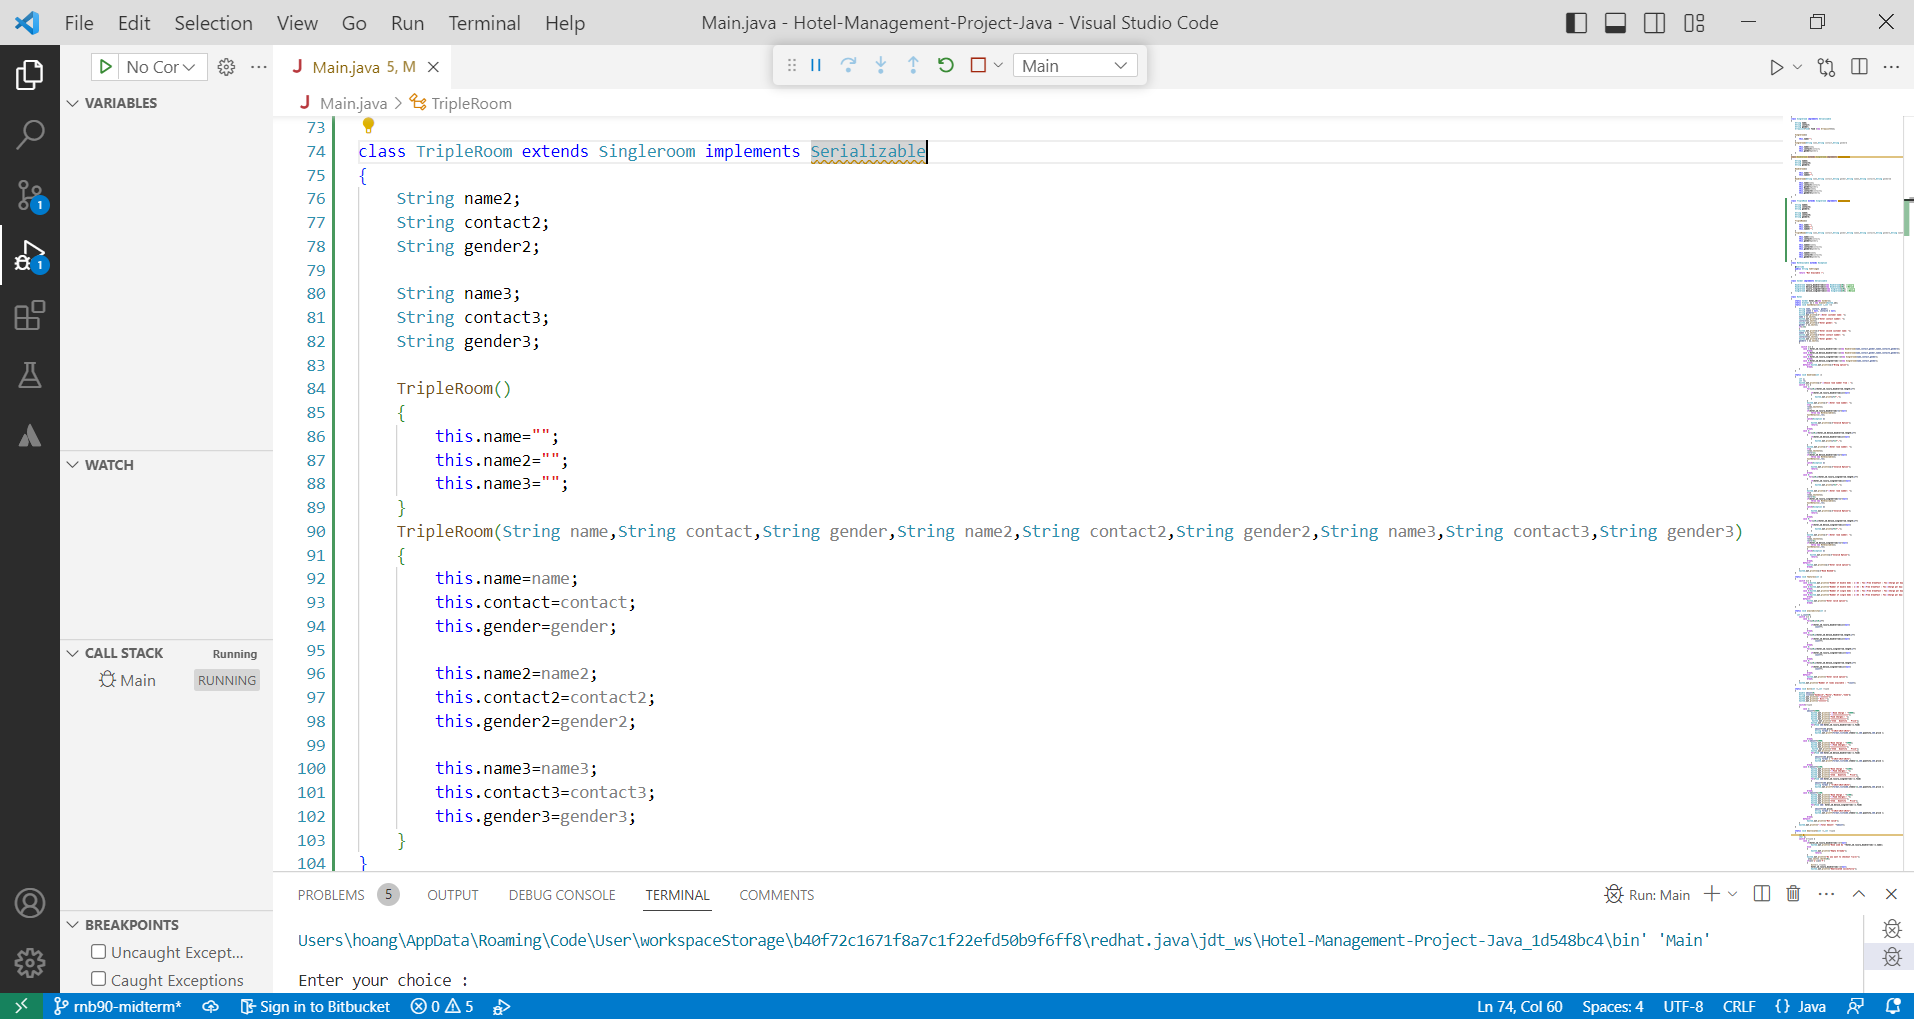 File Edit Selection View Go Run Terminal Help Main.java - Hotel-Management-Project-Java - Visual Studio Code
No Cor
Main.java 5, M
Main
Main.java > TripleRoom
VARIABLES
WATCH
CALL STACK Running
Main RUNNING
BREAKPOINTS
Uncaught Except...
Caught Exceptions
1
1
73
74 class TripleRoom extends Singleroom implements Serializable
75 {
76 String name2;
77 String contact2;
78 String gender2;
79
80 String name3;
81 String contact3;
82 String gender3;
83
84 TripleRoom()
85 {
86 this.name="";
87 this.name2="";
88 this.name3="";
89 }
90 TripleRoom(String name,String contact,String gender,String name2,String contact2,String gender2,String name3,String contact3,String gender3)
91 {
92 this.name=name;
93 this.contact=contact;
94 this.gender=gender;
95
96 this.name2=name2;
97 this.contact2=contact2;
98 this.gender2=gender2;
99
100 this.name3=name3;
101 this.contact3=contact3;
102 this.gender3=gender3;
103 }
104 }
PROBLEMS 5 OUTPUT DEBUG CONSOLE TERMINAL COMMENTS Run: Main
Users\hoang\AppData\Roaming\Code\User\workspaceStorage\b40f72c1671f8a7c1f22efd50b9f6ff8\redhat.java\jdt_ws\Hotel-Management-Project-Java_1d548bc4\bin' 'Main'
Enter your choice :
rnb90-midterm* Sign in to Bitbucket 0 5 Ln 74, Col 60 Spaces: 4 UTF-8 CRLF {} Java